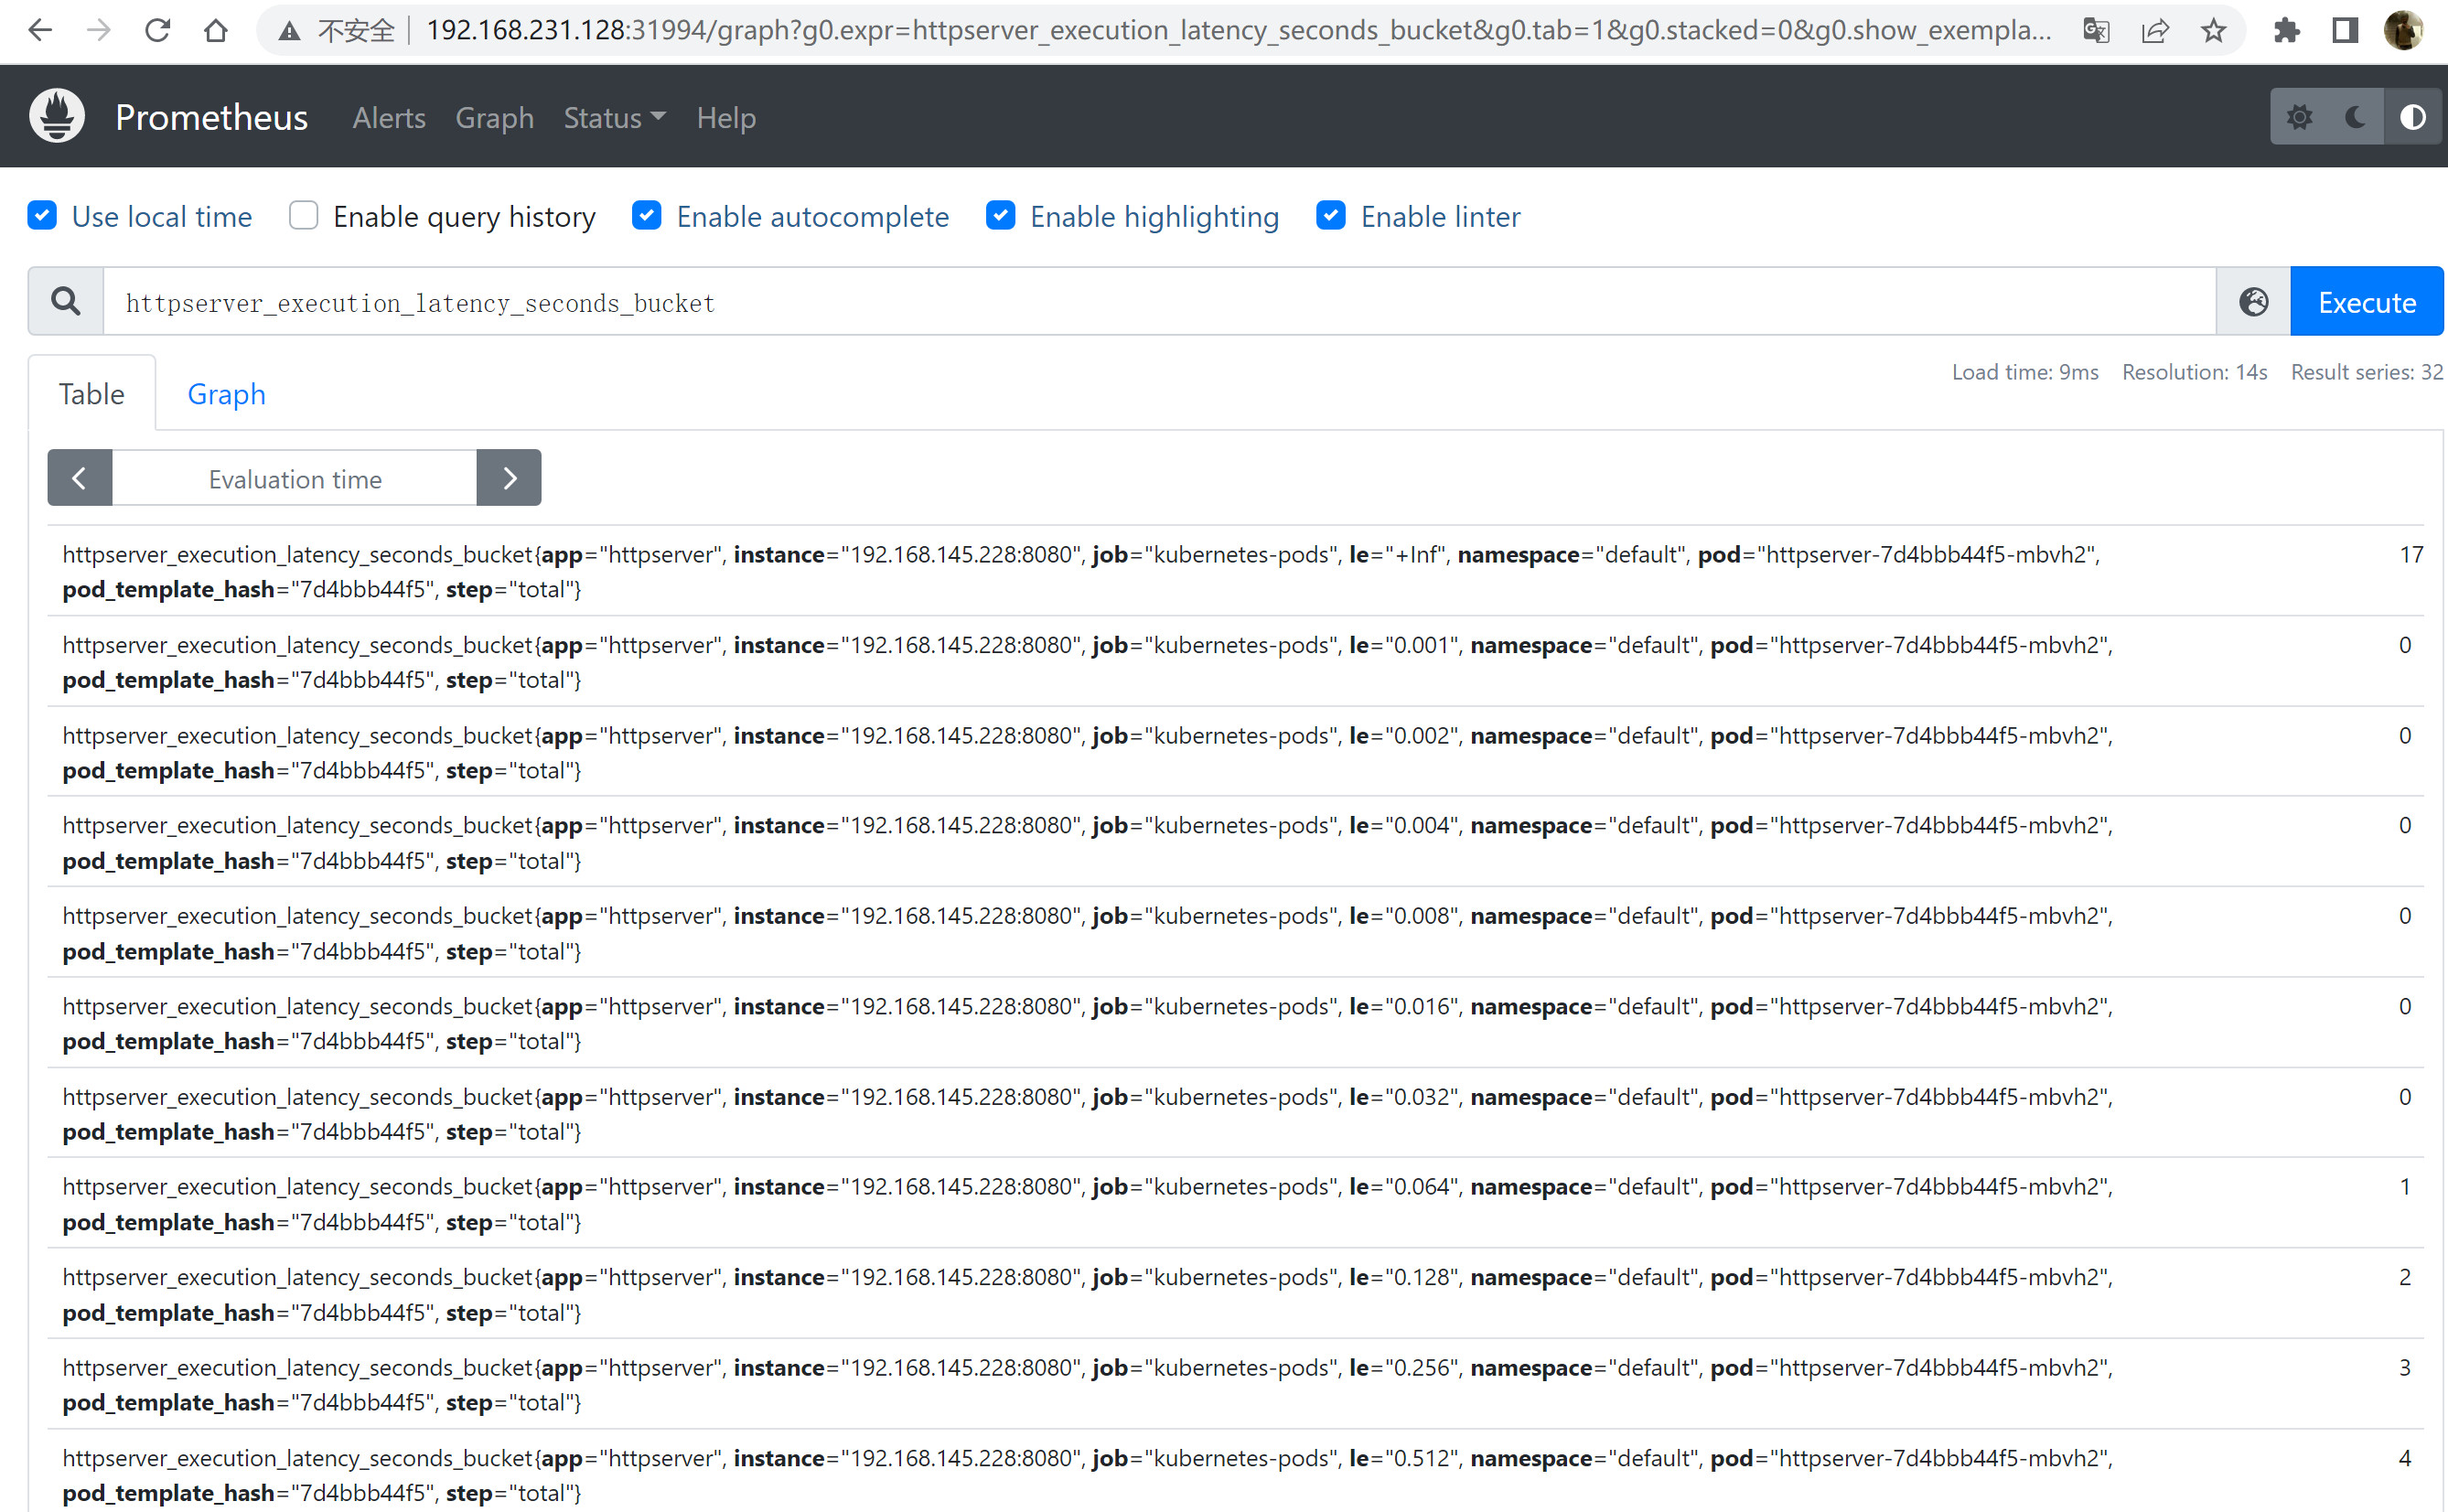 不安全 192.168.231.128:31994/graph?g0.expr=httpserver_execution_latency_seconds_bucket&g0.tab=1&g0.stacked=0&g0.show_exempla...
Prometheus Alerts Graph Status Help
Use local time Enable query history Enable autocomplete Enable highlighting Enable linter
httpserver_execution_latency_seconds_bucket Execute
Load time: 9ms Resolution: 14s Result series: 32
Table Graph
Evaluation time
httpserver_execution_latency_seconds_bucket{app="httpserver", instance="192.168.145.228:8080", job="kubernetes-pods", le="+Inf", namespace="default", pod="httpserver-7d4bbb44f5-mbvh2", 17
pod_template_hash="7d4bbb44f5", step="total"}
httpserver_execution_latency_seconds_bucket{app="httpserver", instance="192.168.145.228:8080", job="kubernetes-pods", le="0.001", namespace="default", pod="httpserver-7d4bbb44f5-mbvh2", 0
pod_template_hash="7d4bbb44f5", step="total"}
httpserver_execution_latency_seconds_bucket{app="httpserver", instance="192.168.145.228:8080", job="kubernetes-pods", le="0.002", namespace="default", pod="httpserver-7d4bbb44f5-mbvh2", 0
pod_template_hash="7d4bbb44f5", step="total"}
httpserver_execution_latency_seconds_bucket{app="httpserver", instance="192.168.145.228:8080", job="kubernetes-pods", le="0.004", namespace="default", pod="httpserver-7d4bbb44f5-mbvh2", 0
pod_template_hash="7d4bbb44f5", step="total"}
httpserver_execution_latency_seconds_bucket{app="httpserver", instance="192.168.145.228:8080", job="kubernetes-pods", le="0.008", namespace="default", pod="httpserver-7d4bbb44f5-mbvh2", 0
pod_template_hash="7d4bbb44f5", step="total"}
httpserver_execution_latency_seconds_bucket{app="httpserver", instance="192.168.145.228:8080", job="kubernetes-pods", le="0.016", namespace="default", pod="httpserver-7d4bbb44f5-mbvh2", 0
pod_template_hash="7d4bbb44f5", step="total"}
httpserver_execution_latency_seconds_bucket{app="httpserver", instance="192.168.145.228:8080", job="kubernetes-pods", le="0.032", namespace="default", pod="httpserver-7d4bbb44f5-mbvh2", 0
pod_template_hash="7d4bbb44f5", step="total"}
httpserver_execution_latency_seconds_bucket{app="httpserver", instance="192.168.145.228:8080", job="kubernetes-pods", le="0.064", namespace="default", pod="httpserver-7d4bbb44f5-mbvh2", 1
pod_template_hash="7d4bbb44f5", step="total"}
httpserver_execution_latency_seconds_bucket{app="httpserver", instance="192.168.145.228:8080", job="kubernetes-pods", le="0.128", namespace="default", pod="httpserver-7d4bbb44f5-mbvh2", 2
pod_template_hash="7d4bbb44f5", step="total"}
httpserver_execution_latency_seconds_bucket{app="httpserver", instance="192.168.145.228:8080", job="kubernetes-pods", le="0.256", namespace="default", pod="httpserver-7d4bbb44f5-mbvh2", 3
pod_template_hash="7d4bbb44f5", step="total"}
httpserver_execution_latency_seconds_bucket{app="httpserver", instance="192.168.145.228:8080", job="kubernetes-pods", le="0.512", namespace="default", pod="httpserver-7d4bbb44f5-mbvh2", 4
pod_template_hash="7d4bbb44f5", step="total"}